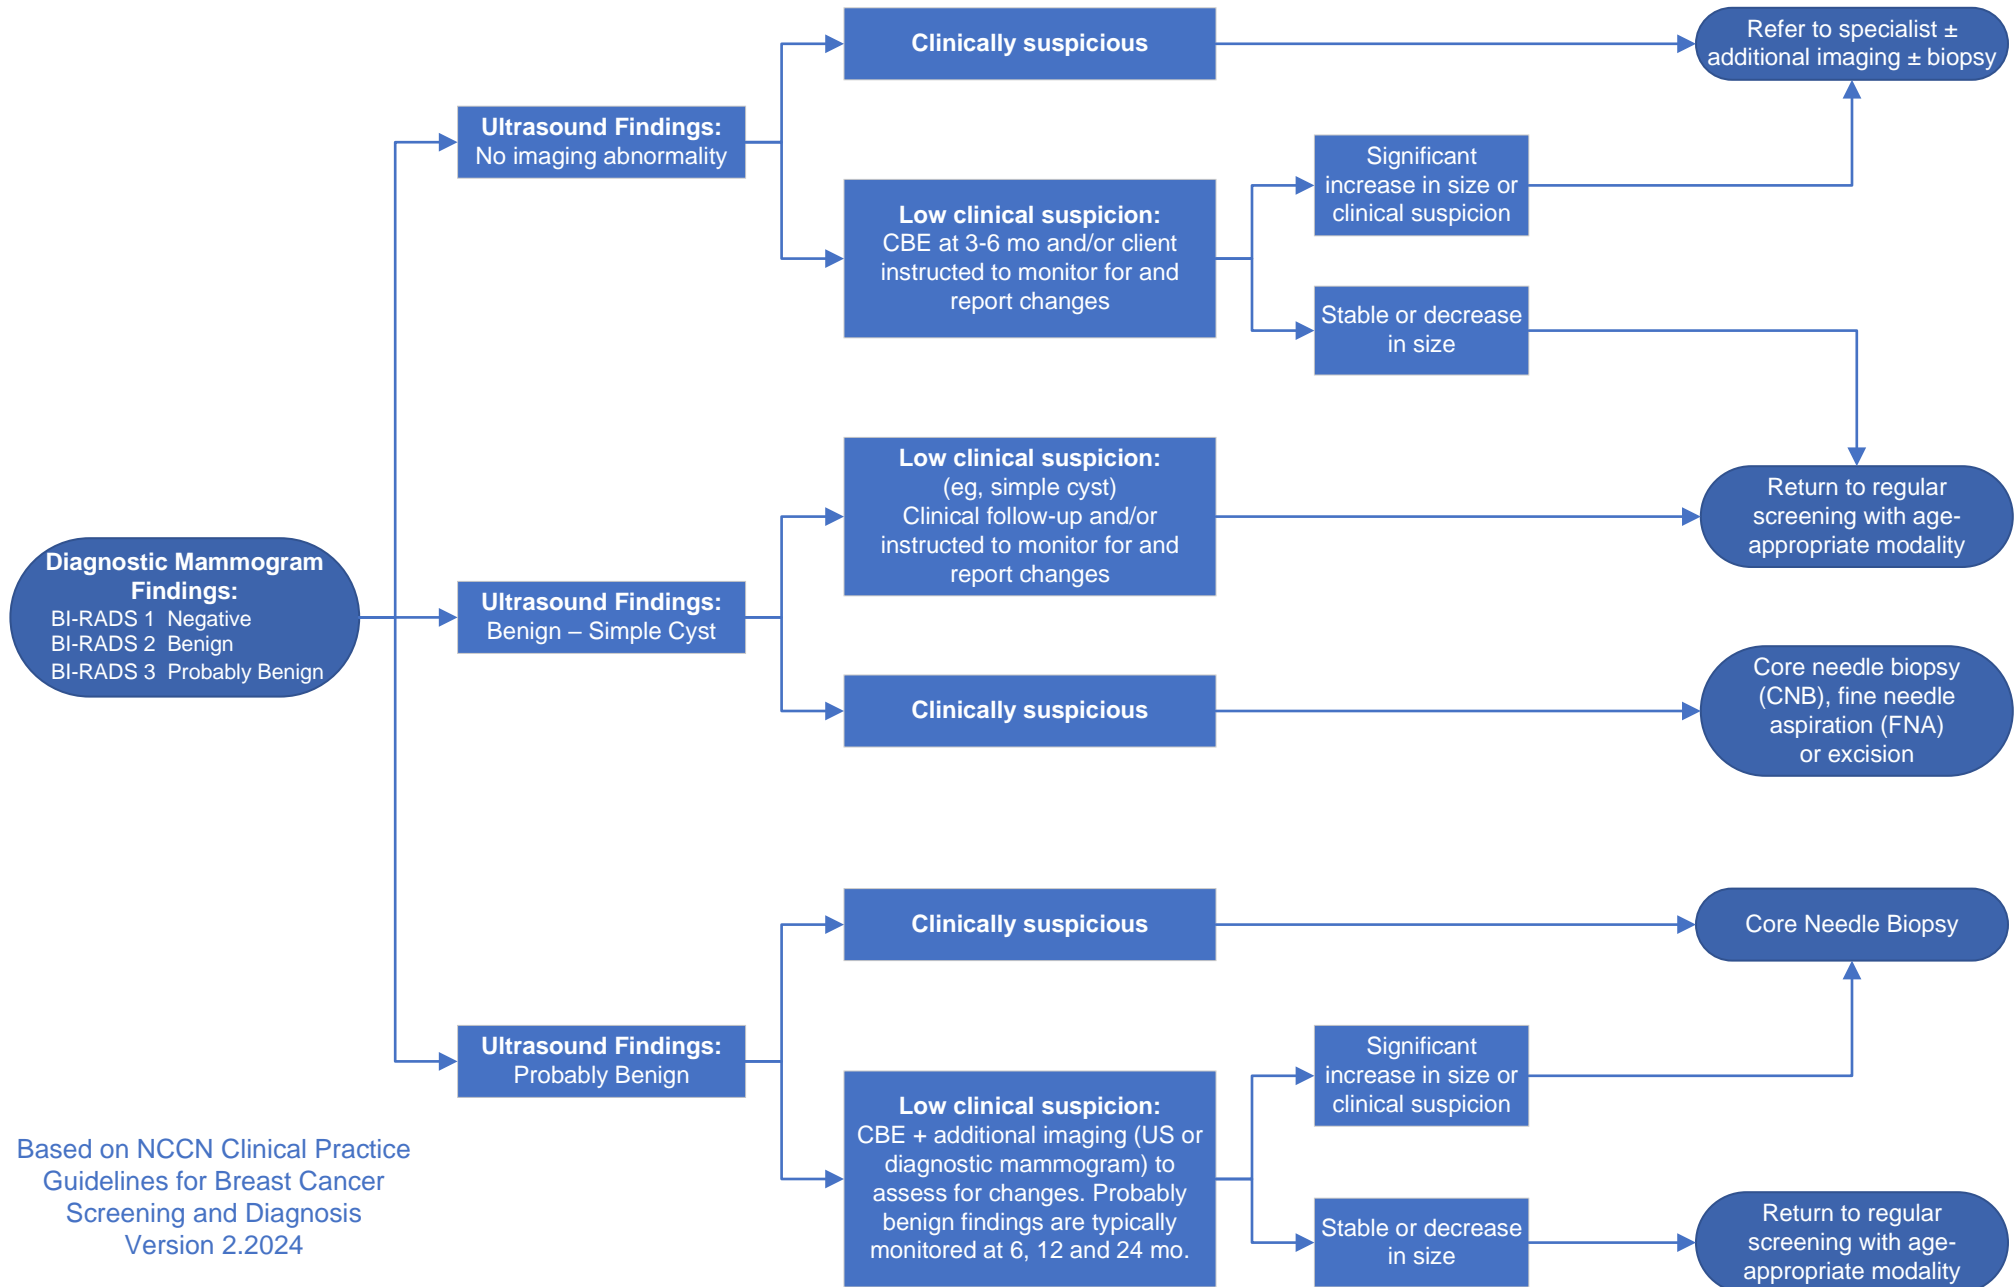 Diagnostic Mammogram
Findings:
BI-RADS 1 Negative
BI-RADS 2 Benign
BI-RADS 3 Probably Benign
Ultrasound Findings:
No imaging abnormality
Clinically suspicious
Refer to specialist ±
additional imaging ± biopsy
Low clinical suspicion:
CBE at 3-6 mo and/or client
instructed to monitor for and
report changes
Significant
increase in size or
clinical suspicion
Stable or decrease
in size
Ultrasound Findings:
Benign – Simple Cyst
Low clinical suspicion:
(eg, simple cyst)
Clinical follow-up and/or
instructed to monitor for and
report changes
Return to regular
screening with age-
appropriate modality
Clinically suspicious
Core needle biopsy
(CNB), fine needle
aspiration (FNA)
or excision
Ultrasound Findings:
Probably Benign
Clinically suspicious
Core Needle Biopsy
Low clinical suspicion:
CBE + additional imaging (US or
diagnostic mammogram) to
assess for changes. Probably
benign findings are typically
monitored at 6, 12 and 24 mo.
Significant
increase in size or
clinical suspicion
Stable or decrease
in size
Return to regular
screening with age-
appropriate modality
Based on NCCN Clinical Practice
Guidelines for Breast Cancer
Screening and Diagnosis
Version 2.2024